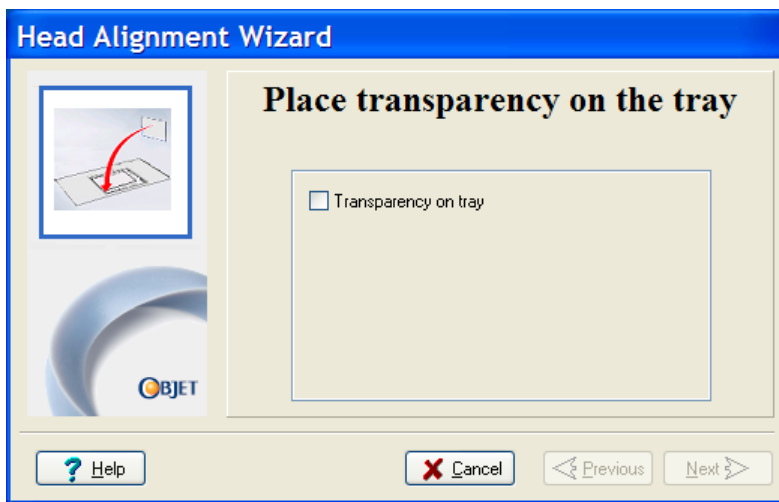 Head Alignment Wizard
Place transparency on the tray
Transparency on tray
OBJET
Help
Cancel
Previous
Next